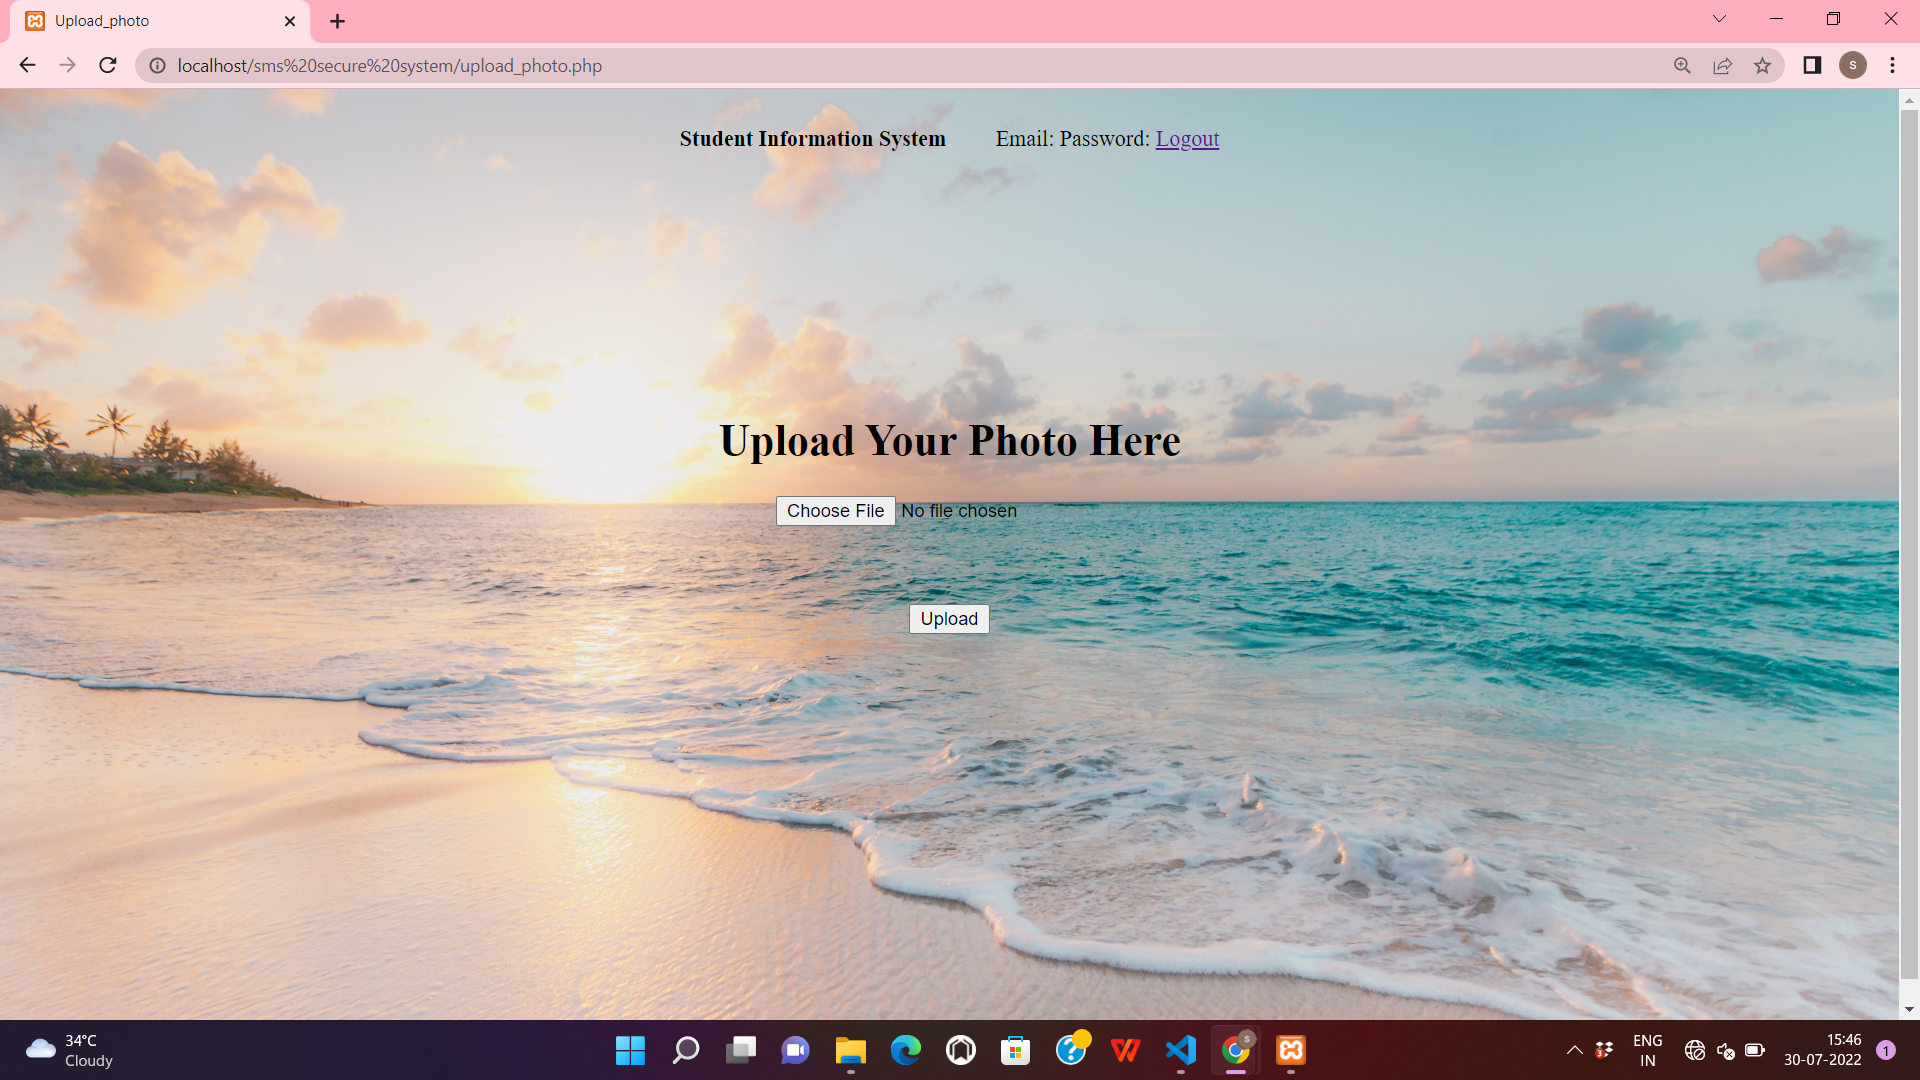 Upload_photo
localhost/sms%20secure%20system/upload_photo.php
s
Student Information System Email: Password: Logout
Upload Your Photo Here
Choose File No file chosen
Upload
34°C
Cloudy
s
ENG
IN
15:46
30-07-2022
1